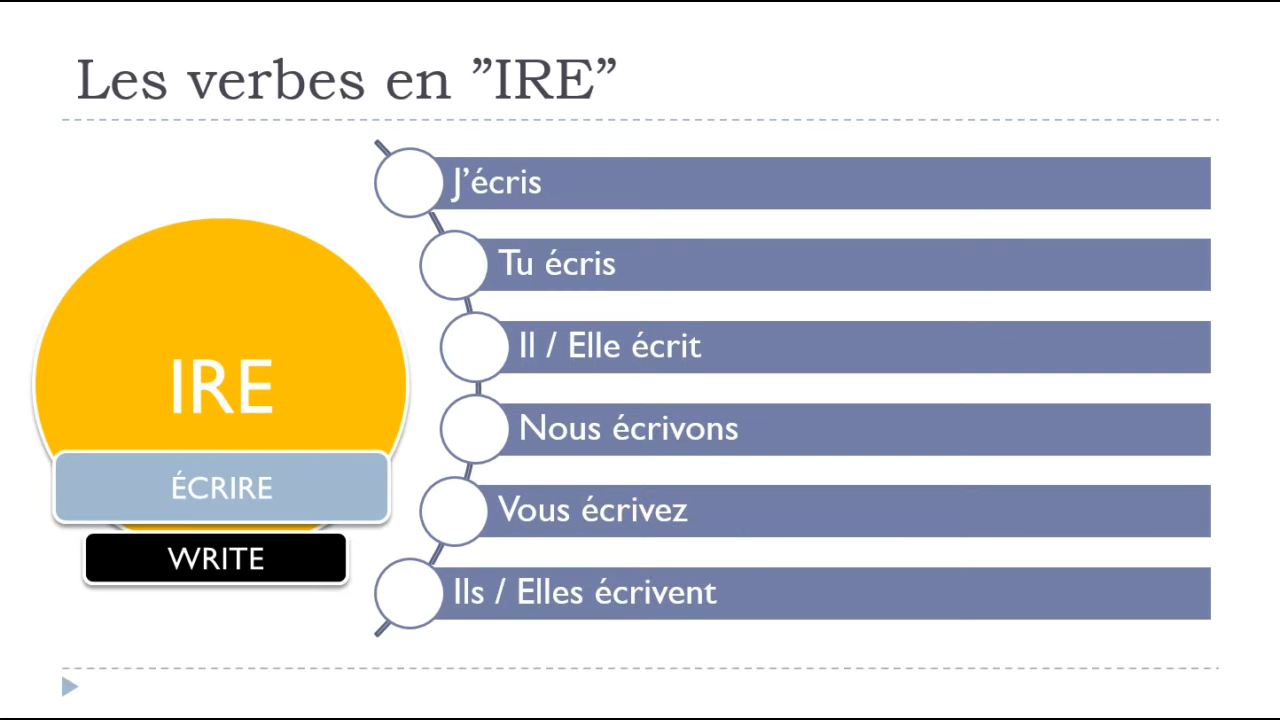 Les verbes en ”IRE”
J’écris
Tu écris
Il / Elle écrit
IRE
Nous écrivons
ÉCRIRE
Vous écrivez
WRITE
Ils / Elles écrivent